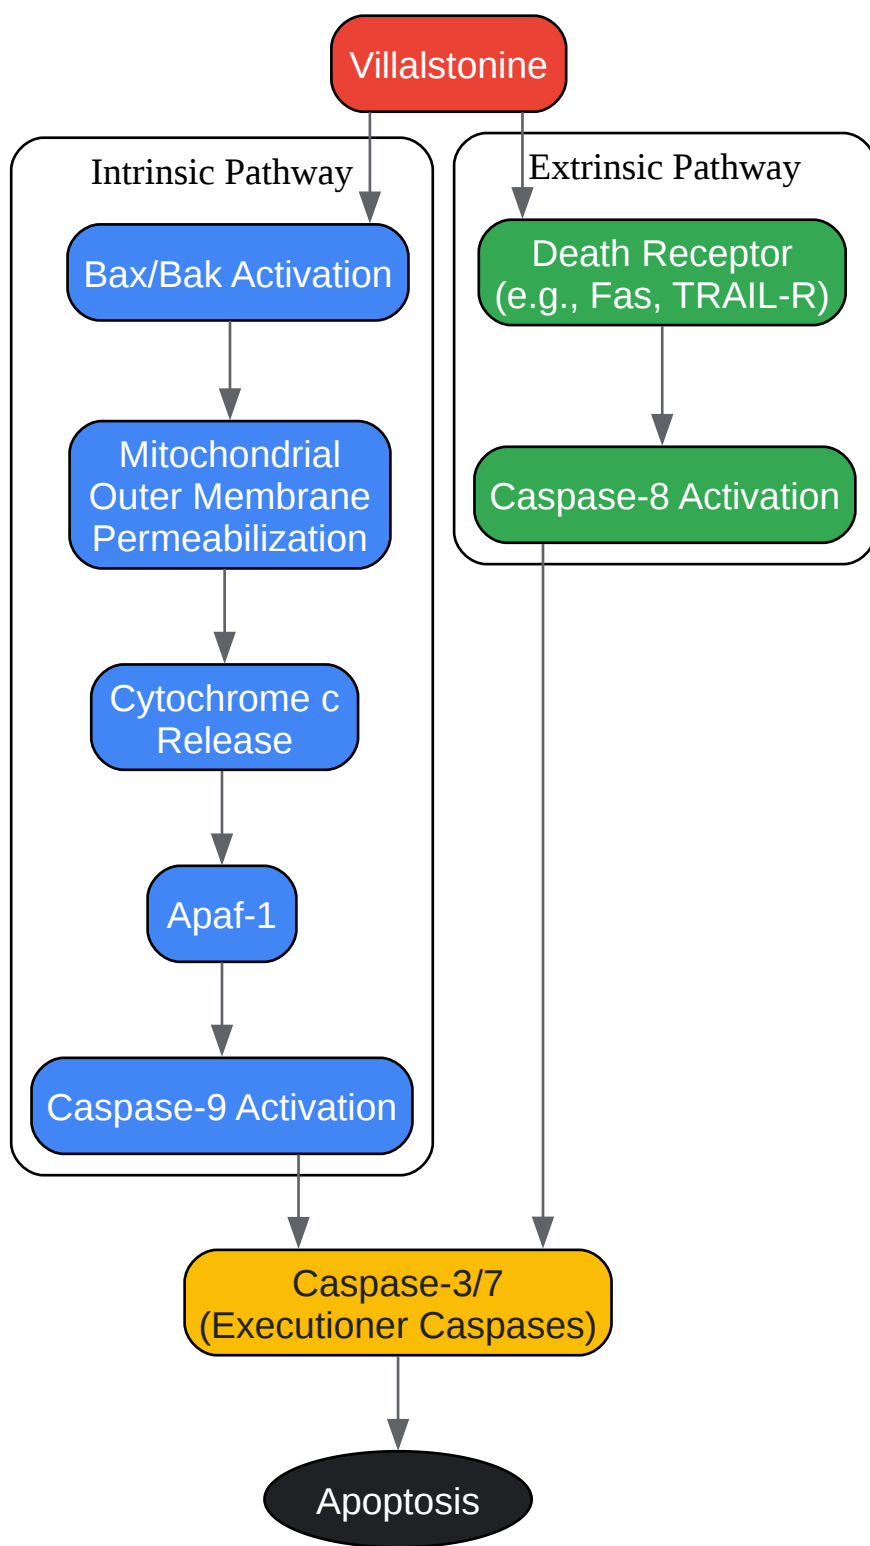 Villalstonine
Intrinsic Pathway
Bax/Bak Activation
Mitochondrial
Outer Membrane
Permeabilization
Cytochrome c
Release
Apaf-1
Caspase-9 Activation
Extrinsic Pathway
Death Receptor
(e.g., Fas, TRAIL-R)
Caspase-8 Activation
Caspase-3/7
(Executioner Caspases)
Apoptosis